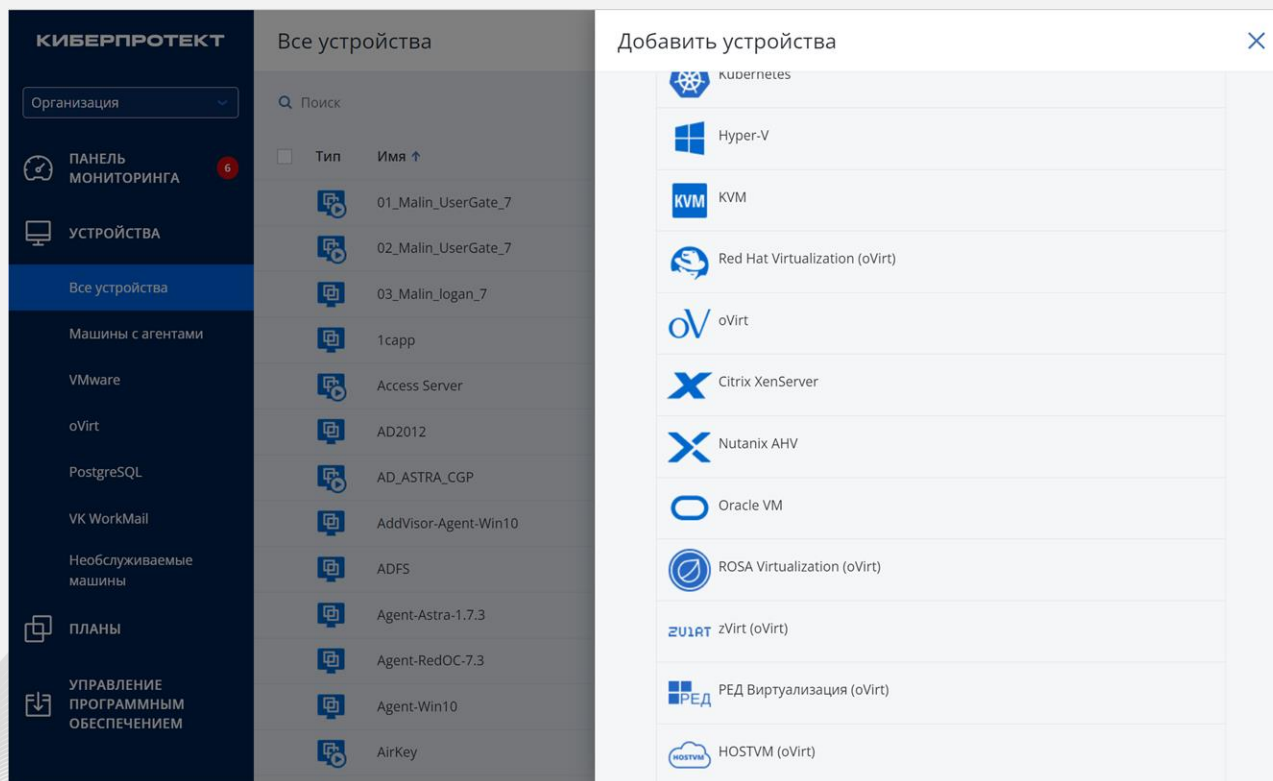 КИБЕРПРОТЕКТ
Организация
ПАНЕЛЬ
МОНИТОРИНГА
6
УСТРОЙСТВА
Все устройства
Машины с агентами
VMware
oVirt
PostgreSQL
VK WorkMail
Необслуживаемые
машины
ПЛАНЫ
УПРАВЛЕНИЕ
ПРОГРАММНЫМ
ОБЕСПЕЧЕНИЕМ
Все устройства
Поиск
Тип Имя
01_Malin_UserGate_7
02_Malin_UserGate_7
03_Malin_logan_7
1capp
Access Server
AD2012
AD_ASTRA_CGP
AddVisor-Agent-Win10
ADFS
Agent-Astra-1.7.3
Agent-RedOC-7.3
Agent-Win10
AirKey
Добавить устройства
Kubernetes
Hyper-V
KVM KVM
Red Hat Virtualization (oVirt)
oV oVirt
Citrix XenServer
Nutanix AHV
Oracle VM
ROSA Virtualization (oVirt)
ZVIRT zVirt (oVirt)
РЕД РЕД Виртуализация (oVirt)
HOSTVM HOSTVM (oVirt)